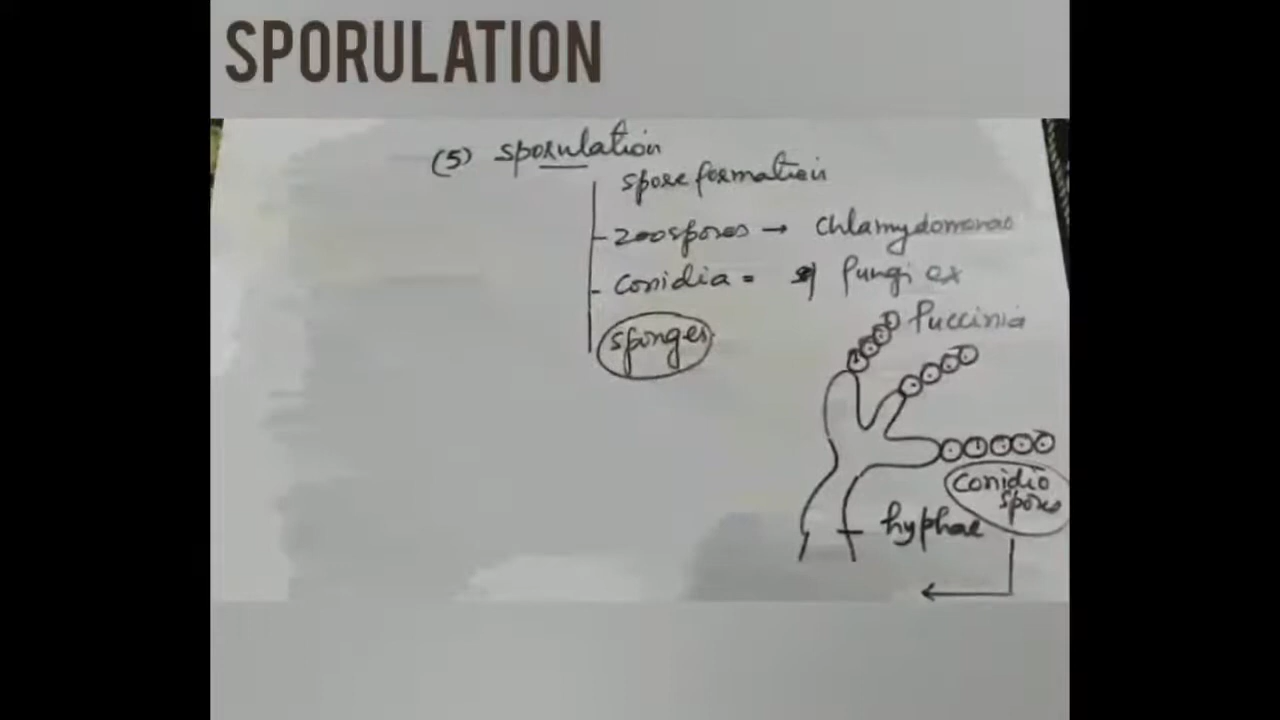 SPORULATION
(5) sporulation
spore formation
zoospores → Chlamydomonas
Conidia = fungi ex
Puccinia
sponges
Conidio
spores
hyphae